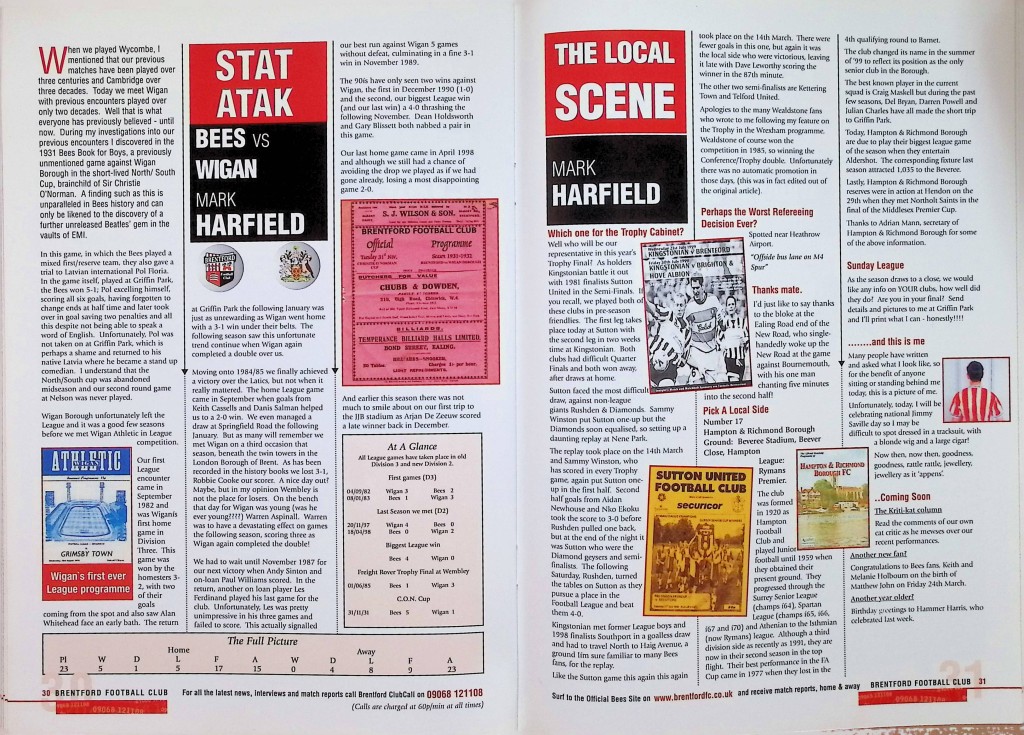 When we played Wycombe, I
mentioned that our previous
matches have been played over
three centuries and Cambridge over
three decades. Today we meet Wigan
with previous encounters played over
only two decades. Well that is what
everyone has previously believed - until
now. During my investigations into our
previous encounters I discovered in the
1931 Bees Book for Boys, a previously
unmentioned game against Wigan
Borough in the short-lived North/ South
Cup, brainchild of Sir Christie
O'Norman. A finding such as this is
unparalleled in Bees history and can
only be likened to the discovery of a
further unreleased Beatles' gem in the
vaults of EMI.
In this game, in which the Bees played a
mixed first/reserve team, they also gave a
trial to Latvian international Pol Floria.
In the game itself, played at Griffin Park,
the Bees won 5-1; Pol excelling himself,
scoring all six goals, having forgotten to
change ends at half time and later took
over in goal saving two penalties and all
this despite not being able to speak a
word of English. Unfortunately, Pol was
not taken on at Griffin Park, which is
perhaps a shame and returned to his
native Latvia where he became a stand up
comedian. I understand that the
North/South cup was abandoned
midseason and our second round game
at Nelson was never played.
Wigan Borough unfortunately left the
League and it was a good few seasons
before we met Wigan Athletic in League
competition.
Our first
League
encounter
came in
September
1982 and
was Wiganís
first home
game in
Division
Three. This
game was
won by the
homesters 3-
2, with two
of their
goals
coming from the spot and also saw Alan
Whitehead face an early bath. The return
ATHLETIC
WIGAN
GRIMSBY TOWN
Wigan's first ever
League programme
STAT
ATAK
BEES VS
WIGAN
MARK
HARFIELD
BRENTFORD
at Griffin Park the following January was
just as unrewarding as Wigan went home
with a 3-1 win under their belts. The
following season saw this unfortunate
trend continue when Wigan again
completed a double over us.
Moving onto 1984/85 we finally achieved
a victory over the Latics, but not when it
really mattered. The home League game
came in September when goals from
Keith Cassells and Danis Salman helped
us to a 2-0 win. We even managed a
draw at Springfield Road the following
January. But as many will remember we
met Wigan on a third occasion that
season, beneath the twin towers in the
London Borough of Brent. As has been
recorded in the history books we lost 3-1,
Robbie Cooke our scorer. A nice day out?
Maybe, but in my opinion Wembley is
not the place for losers. On the bench
that day for Wigan was young (was he
ever young????) Warren Aspinall. Warren
was to have a devastating effect on games
the following season, scoring three as
Wigan again completed the double!
We had to wait until November 1987 for
our next victory when Andy Sinton and
on-loan Paul Williams scored. In the
return, another on loan player Les
Ferdinand played his last game for the
club. Unfortunately, Les was pretty
unimpressive in his three games and
failed to score. This actually signalled
our best run against Wigan 5 games
without defeat, culminating in a fine 3-1
win in November 1989.
The 90ís have only seen two wins against
Wigan, the first in December 1990 (1-0)
and the second, our biggest League win
(and our last win) a 4-0 thrashing the
following November. Dean Holdsworth
and Gary Blissett both nabbed a pair in
this game.
Our last home game came in April 1998
and although we still had a chance of
avoiding the drop we played as if we had
gone already, losing a most disappointing
game 2-0.
S. J. WILSON & SON.
BRENTFORD FOOTBALL CLUB
Official Programme
Season 1931-1932
BUTCHERS FOR VALUE
CHUBB & DOWDEN,
BILLIARDS.
TEMPERANCE BILLIARD HALLS LIMITED,
BOND STREET, EALING.
And earlier this season there was not
much to smile about on our first trip to
the JJB stadium as Arjan De Zeeuw scored
a late winner back in December.
At A Glance
All League games have taken place in old
Division 3 and new Division 2.
First games (D3)
04/09/82 Wigan 3 Bees 2
08/01/83 Bees 1 Wigan 3
Last Season we met (D2)
20/11/97 Wigan 4 Bees 0
18/04/98 Bees 0 Wigan 2
Biggest League win
Bees 4 Wigan 0
Freight Rover Trophy Final at Wembley
01/06/85 Bees 1 Wigan 3
C.O.N. Cup
31/11/31 Bees 5 Wigan 1
The Full Picture
Home Away
Pl W D L F A W D L F A
23 5 1 5 17 15 0 4 8 9 23
30 BRENTFORD FOOTBALL CLUB
For all the latest news, interviews and match reports call Brentford ClubCall on 09068 121108
(Calls are charged at 60p/min at all times)
THE LOCAL
SCENE
MARK
HARFIELD
Which one for the Trophy Cabinet?
Well who will be our
representative in this year's
Trophy Final? As holders
Kingstonian battle it out
with 1981 finalists Sutton
United in the Semi-Finals. If
you recall, we played both of
these clubs in pre-season
friendlies. The first leg takes
place today at Sutton with
the second leg in two weeks
time at Kingstonian. Both
clubs had difficult Quarter
Finals and both won away,
after draws at home.
Sutton faced the most difficult
draw, against non-league
giants Rushden & Diamonds. Sammy
Winston put Sutton one-up but the
Diamonds soon equalised, so setting up a
daunting replay at Nene Park.
The replay took place on the 14th March
and Sammy Winston, who
has scored in every Trophy
game, again put Sutton one-
up in the first half. Second
half goals from Aidan
Newhouse and Nko Ekoku
took the score to 3-0 before
Rushden pulled one back,
but at the end of the night it
was Sutton who were the
Diamond geysers and semi-
finalists. The following
Saturday, Rushden, turned
the tables on Sutton as they
pursue a place in the
Football League and beat
them 4-0.
Kingstonian met former League boys and
1998 finalists Southport in a goalless draw
and had to travel North to Haig Avenue, a
ground Iím sure familiar to many Bees
fans, for the replay.
Like the Sutton game this again this again
KINGSTONIAN v BRENTFORD
KINGSTONIAN v BRIGHTON &
HOVE ALBION
SUTTON UNITED
FOOTBALL CLUB
securicor
took place on the 14th March. There were
fewer goals in this one, but again it was
the local side who were victorious, leaving
it late with Dave Leworthy scoring the
winner in the 87th minute.
The other two semi-finalists are Kettering
Town and Telford United.
Apologies to the many Wealdstone fans
who wrote to me following my feature on
the Trophy in the Wrexham programme.
Wealdstone of course won the
competition in 1985, so winning the
Conference/Trophy double. Unfortunately
there was no automatic promotion in
those days, (this was in fact edited out of
the original article).
Perhaps the Worst Refereeing
Decision Ever?
Spotted near Heathrow
Airport.
"Offside bus lane on M4
Spur"
Thanks mate.
I'd just like to say thanks
to the bloke at the
Ealing Road end of the
New Road, who single-
handedly woke up the
New Road at the game
against Bournemouth,
with his one man
chanting five minutes
into the second half!
Pick A Local Side
Number 17
Hampton & Richmond Borough
Ground: Beveree Stadium, Beever
Close, Hampton
League:
Rymans
Premier.
The club
was formed
in 1920 as
Hampton
Football
Club and
played Junior
football until 1959 when
they obtained their
present ground. They
progressed through the
Surrey Senior League
(champs í64), Spartan
League (champs í65, í66,
í67 and í70) and Athenian to the Isthmian
(now Rymans) league. Although a third
division side as recently as 1991, they are
now in their second season in the top
flight. Their best performance in the FA
Cup came in 1977 when they lost in the
HAMPTON & RICHMOND
BOROUGH FC
4th qualifying round to Barnet.
The club changed its name in the summer
of '99 to reflect its position as the only
senior club in the Borough.
The best known player in the current
squad is Craig Maskell but during the past
few seasons, Del Bryan, Darren Powell and
Julian Charles have all made the short trip
to Griffin Park.
Today, Hampton & Richmond Borough
are due to play their biggest league game
of the season when they entertain
Aldershot. The corresponding fixture last
season attracted 1,035 to the Beveree.
Lastly, Hampton & Richmond Borough
reserves were in action at Hendon on the
29th when they met Northolt Saints in the
final of the Middlesex Premier Cup.
Thanks to Adrian Mann, secretary of
Hampton & Richmond Borough for
some of the above information.
Sunday League
As the season draws to a close, we would
like any info on YOUR clubs, how well did
they do? Are you in your final? Send
details and pictures to me at Griffin Park
and I'll print what I can - honestly!!!!
........and this is me
Many people have written
and asked what I look like, so
for the benefit of anyone
sitting or standing behind me
today, this is a picture of me.
Unfortunately, today, I will be
celebrating national Jimmy
Saville day so I may be
difficult to spot dressed in a tracksuit, with
a blonde wig and a large cigar!
Now then, now then, goodness,
goodness, rattle rattle, jewellery,
jewellery as it 'appens'.
..Coming Soon
The Kriti-kat column
Read the comments of our own
cat critic as he mewses over our
recent performances.
Another new fan?
Congratulations to Bees fans, Keith and
Melanie Holbourn on the birth of
Matthew John on Friday 24th March.
Another year older?
Birthday greetings to Hammer Harris, who
celebrated last week.
Surf to the Official Bees Site on www.brentfordfc.co.uk and receive match reports, home & away
BRENTFORD FOOTBALL CLUB 31